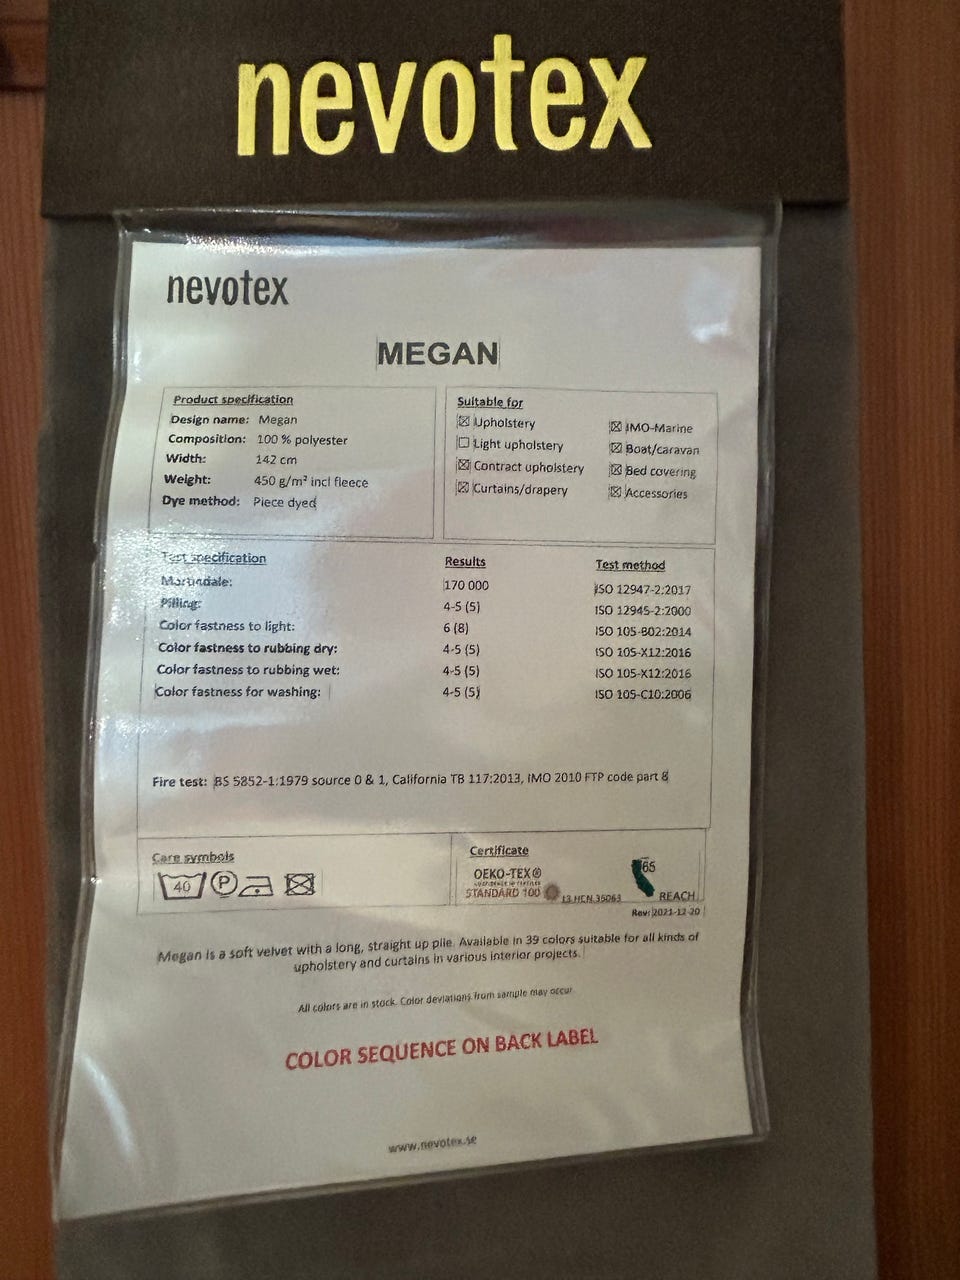 nevotex
nevotex
MEGAN
Product specification
Design name: Megan
Composition: 100 % polyester
Width: 142 cm
Weight: 450 g/m² incl fleece
Dye method: Piece dyed
Suitable for
☒ Upholstery
☐ Light upholstery
☒ Contract upholstery
☒ Curtains/drapery
☒ IMO-Marine
☒ Boat/caravan
☒ Bed covering
☒ Accessories
Test specification Results Test method
Martindale: 170 000 ISO 12947-2:2017
Pilling: 4-5 (5) ISO 12945-2:2000
Color fastness to light: 6 (8) ISO 105-B02:2014
Color fastness to rubbing dry: 4-5 (5) ISO 105-X12:2016
Color fastness to rubbing wet: 4-5 (5) ISO 105-X12:2016
Color fastness for washing: 4-5 (5) ISO 105-C10:2006
Fire test: BS 5852-1:1979 source 0 & 1, California TB 117:2013, IMO 2010 FTP code part 8
Care symbols
40 P
Certificate
OEKO-TEX®
STANDARD 100
13.HCN.35063
65
REACH
Rev: 2021-12-20
Megan is a soft velvet with a long, straight up pile. Available in 39 colors suitable for all kinds of
upholstery and curtains in various interior projects.
All colors are in stock. Color deviations from sample may occur
COLOR SEQUENCE ON BACK LABEL
www.nevotex.se